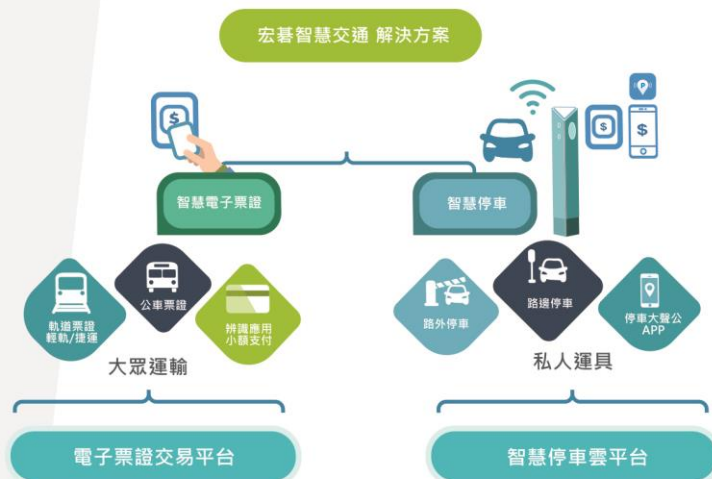 宏碁智慧交通 解決方案
$
P
$
$
智慧電子票證
智慧停車
軌道票證
輕軌/捷運
公車票證
辨識應用
小額支付
路外停車
路邊停車
停車大聲公
APP
大眾運輸
私人運具
電子票證交易平台
智慧停車雲平台